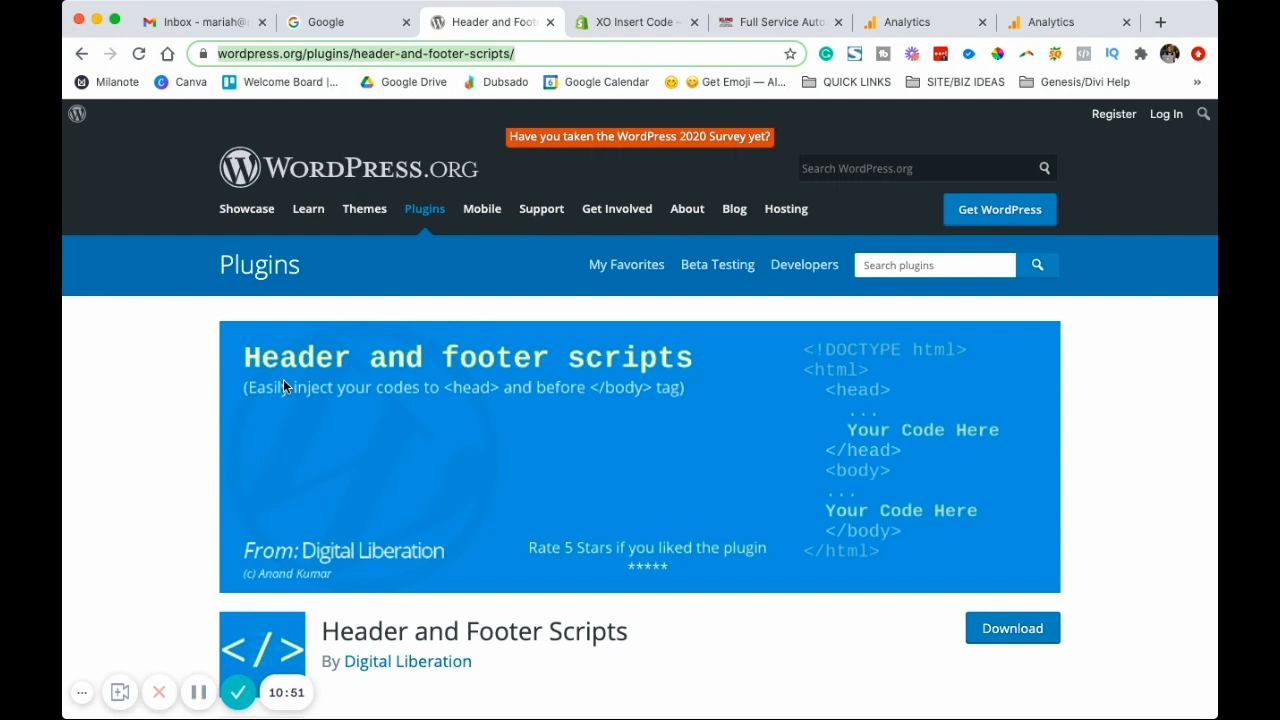 Inbox - mariah@
Google
Header and Foot
XO Insert Code –
Full Service Auto
Analytics
Analytics
wordpress.org/plugins/header-and-footer-scripts/
Milanote
Canva
Welcome Board |...
Google Drive
Dubsado
Google Calendar
Get Emoji — Al...
QUICK LINKS
SITE/BIZ IDEAS
Genesis/Divi Help
»
Register
Log In
Have you taken the WordPress 2020 Survey yet?
WORDPRESS.ORG
Search WordPress.org
Showcase
Learn
Themes
Plugins
Mobile
Support
Get Involved
About
Blog
Hosting
Get WordPress
Plugins
My Favorites
Beta Testing
Developers
Search plugins
Header and footer scripts
(Easily inject your codes to <head> and before </body> tag)
<!DOCTYPE html>
<html>
<head>
...
Your Code Here
</head>
<body>
...
Your Code Here
</body>
</html>
From: Digital Liberation
(c) Anand Kumar
Rate 5 Stars if you liked the plugin
*****
</>
Header and Footer Scripts
By Digital Liberation
Download
10:51